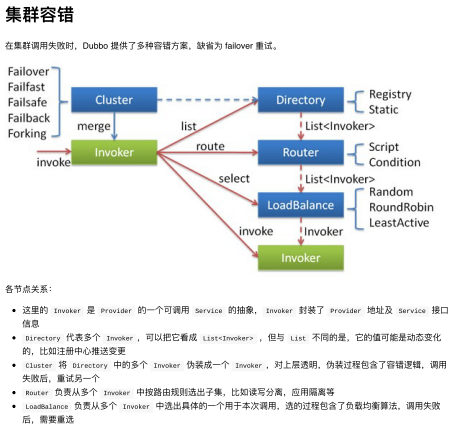 集群容错
在集群调用失败时，Dubbo 提供了多种容错方案，缺省为 failover 重试。
Failover
Failfast
Failsafe
Failback
Forking
Cluster
Directory
Registry
Static
merge
list
List<Invoker>
invoke
Invoker
route
Router
Script
Condition
select
List<Invoker>
LoadBalance
Random
RoundRobin
LeastActive
invoke
Invoker
Invoker
各节点关系：
这里的 Invoker 是 Provider 的一个可调用 Service 的抽象， Invoker 封装了 Provider 地址及 Service 接口
信息
Directory 代表多个 Invoker ，可以把它看成 List<Invoker> ，但与 List 不同的是，它的值可能是动态变化
的，比如注册中心推送变更
Cluster 将 Directory 中的多个 Invoker 伪装成一个 Invoker ，对上层透明，伪装过程包含了容错逻辑，调用
失败后，重试另一个
Router 负责从多个 Invoker 中按路由规则选出子集，比如读写分离，应用隔离等
LoadBalance 负责从多个 Invoker 中选出具体的一个用于本次调用，选的过程包含了负载均衡算法，调用失败
后，需要重选